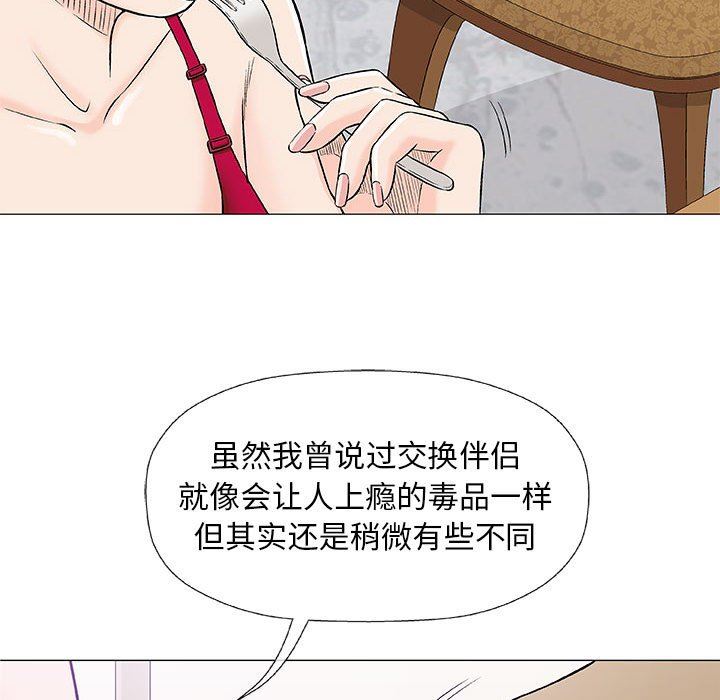 虽然我曾说过交换伴侣
就像会让人上瘾的毒品一样
但其实还是稍微有些不同